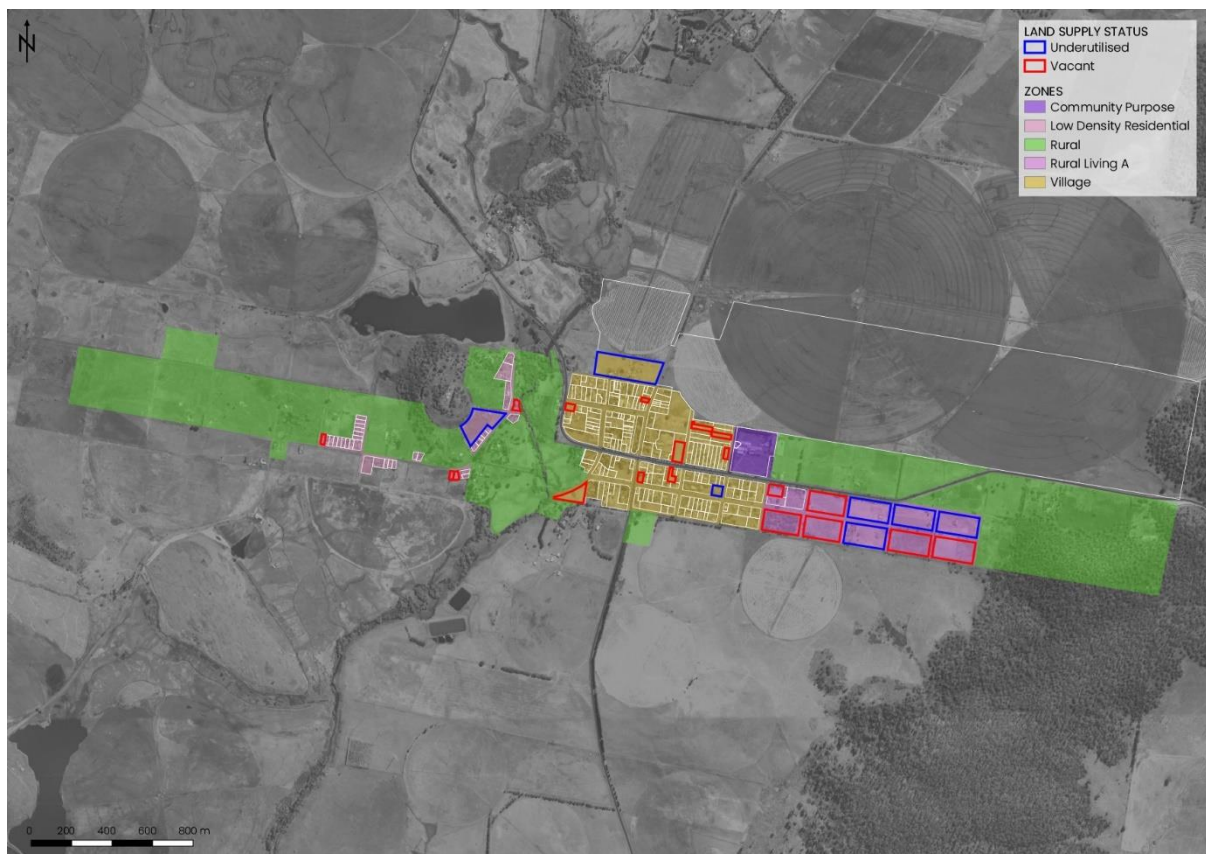 N
LAND SUPPLY STATUS
Underutilised
Vacant
ZONES
Community Purpose
Low Density Residential
Rural
Rural Living A
Village
0 200 400 600 800 m